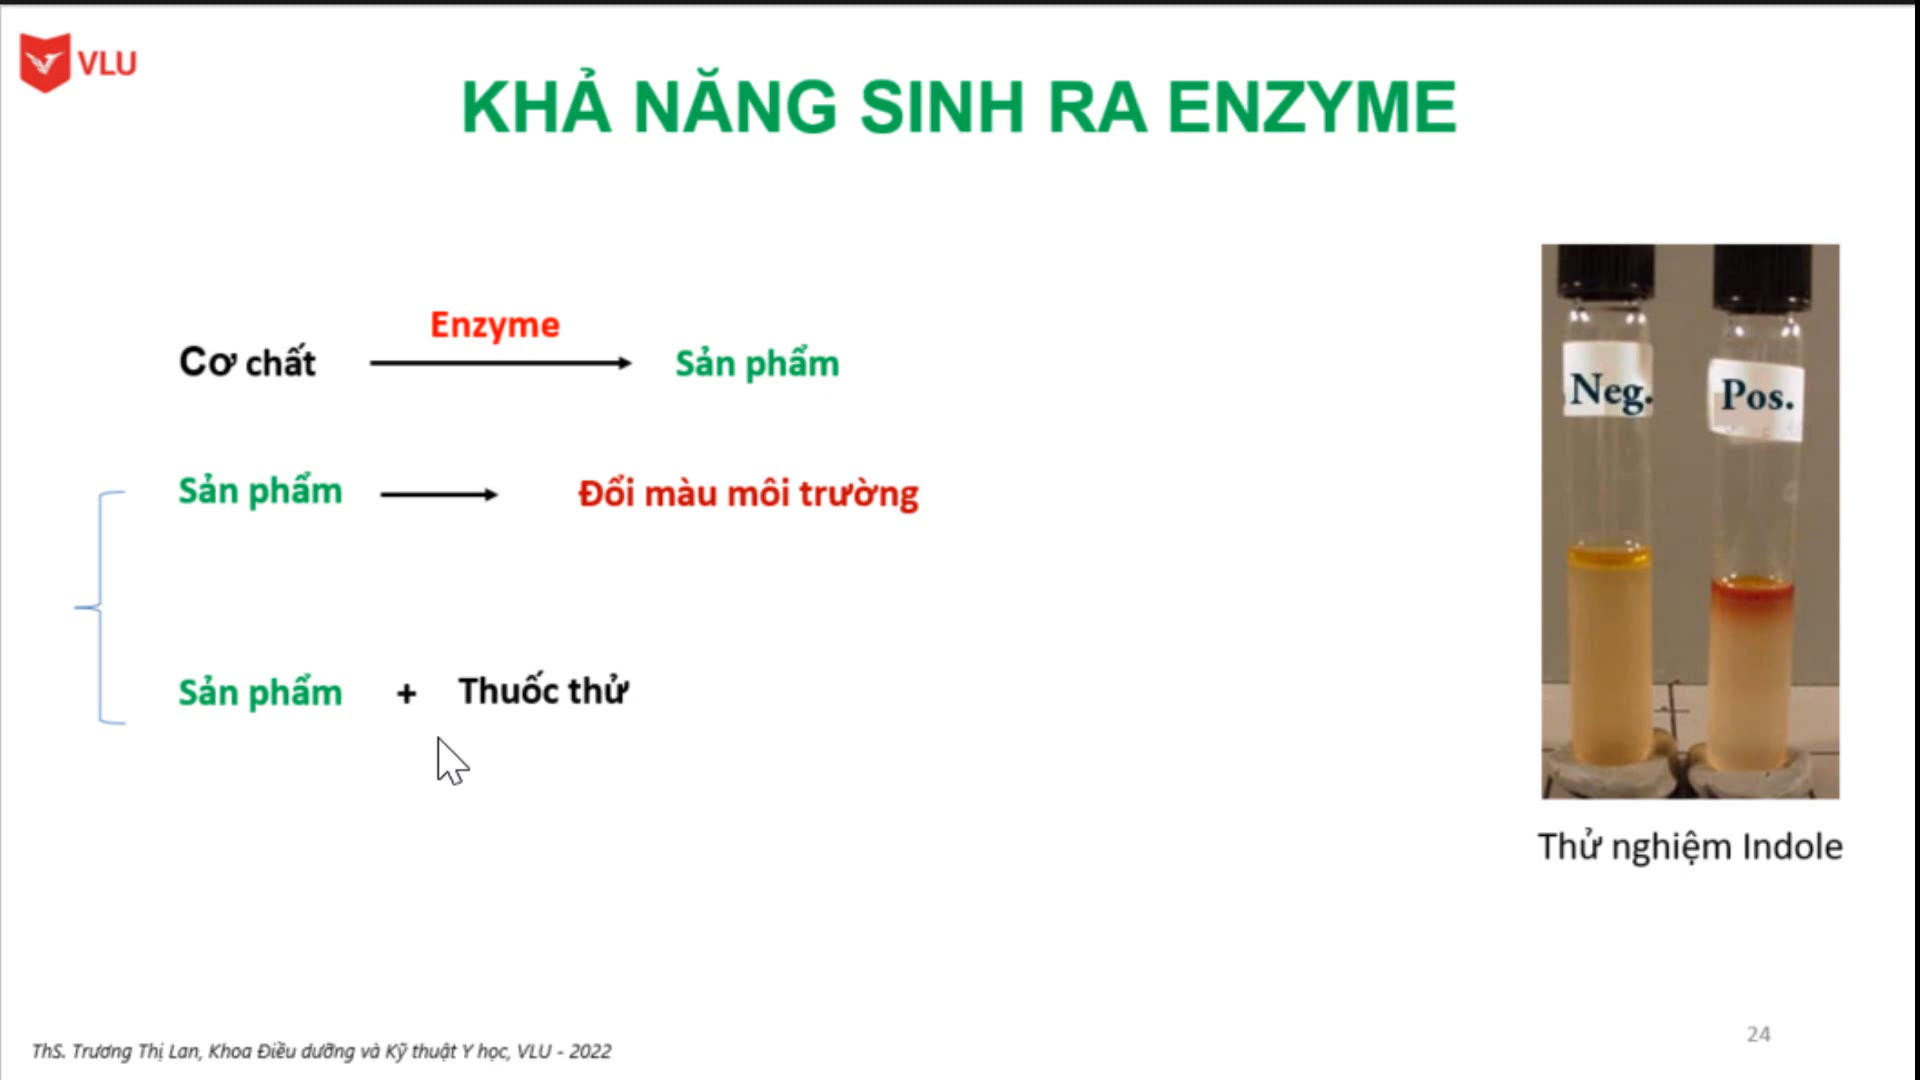 VLU
KHẢ NĂNG SINH RA ENZYME
Enzyme
Cơ chất
Sản phẩm
Sản phẩm
Đổi màu môi trường
Sản phẩm + Thuốc thử
Neg.
Pos.
Thử nghiệm Indole
ThS. Trương Thị Lan, Khoa Điều dưỡng và Kỹ thuật Y học, VLU - 2022
24